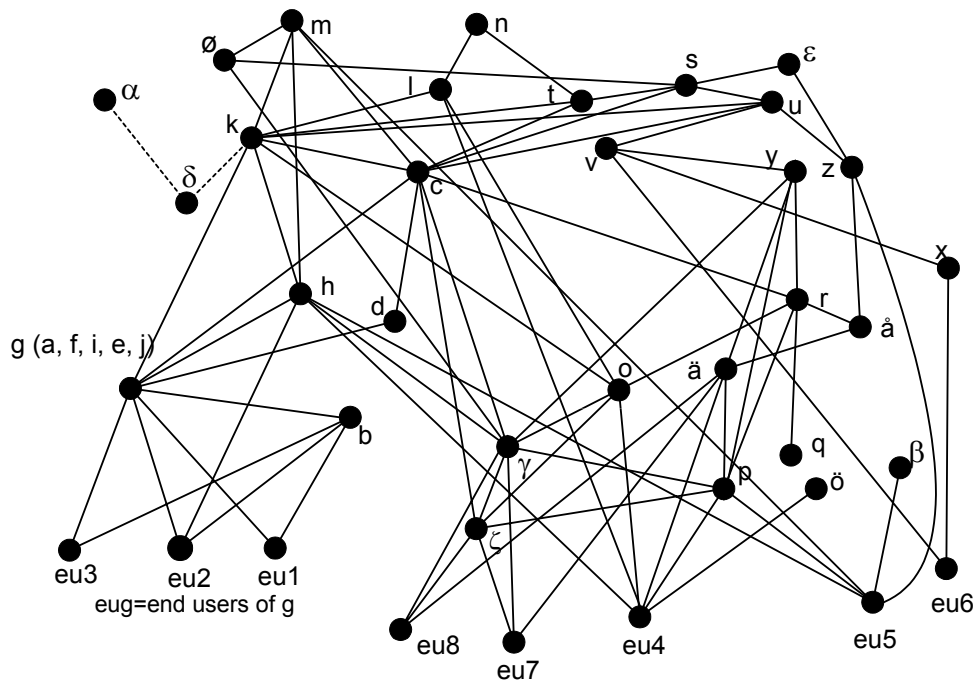 m
n
ø
s
ε
l
t
u
α
k
v
y
z
c
δ
x
h
d
r
å
g (a, f, i, e, j)
o
ä
b
q
β
γ
p
ö
ζ
eu3
eu2
eu1
eu6
eug=end users of g
eu8
eu7
eu4
eu5